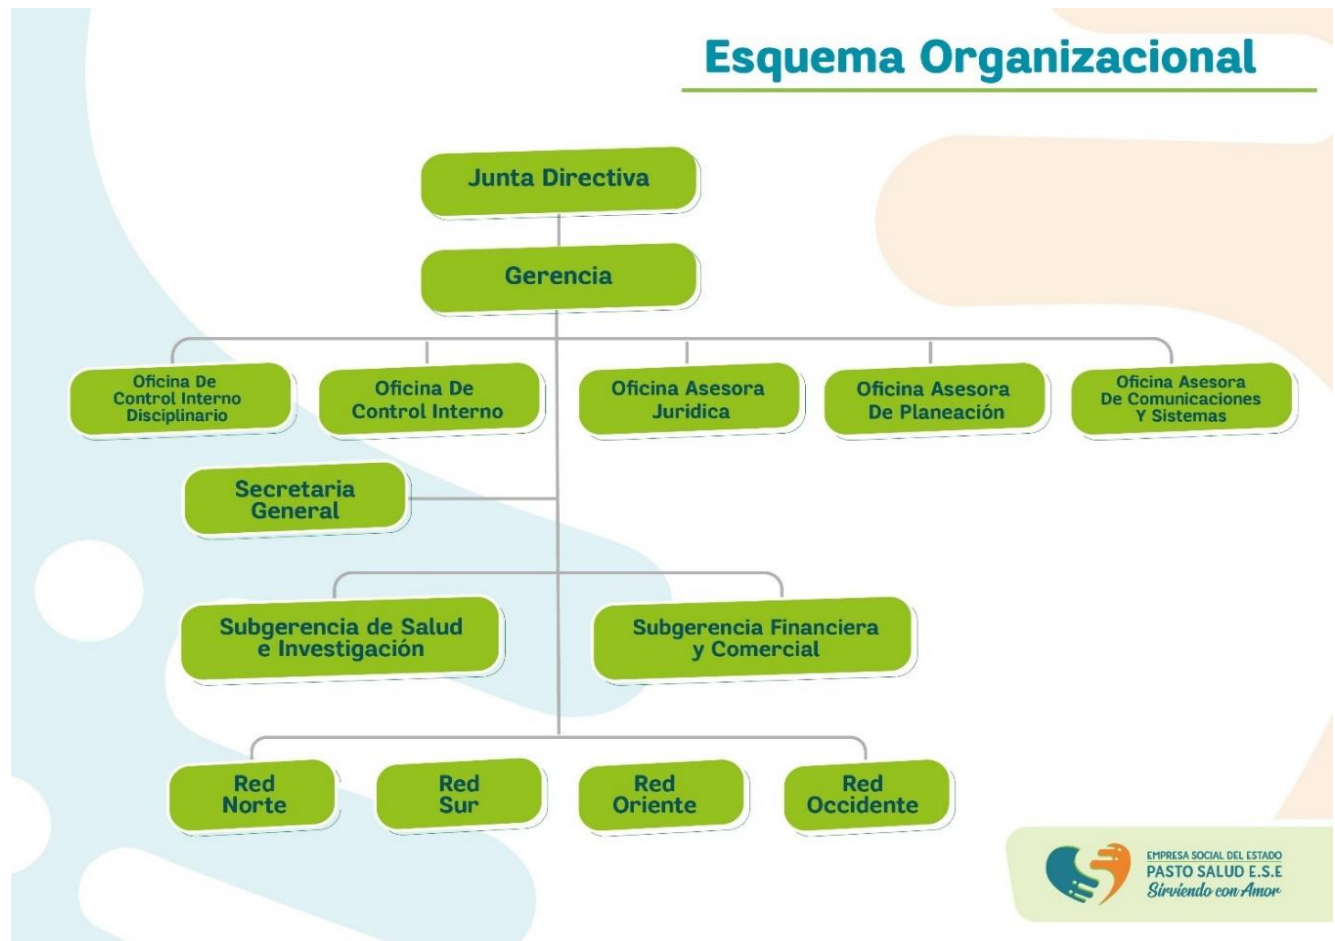 Esquema Organizacional
Junta Directiva
Gerencia
Oficina De
Control Interno
Disciplinario
Oficina De
Control Interno
Oficina Asesora
Juridica
Oficina Asesora
De Planeación
Oficina Asesora
De Comunicaciones
Y Sistemas
Secretaria
General
Subgerencia de Salud
e Investigación
Subgerencia Financiera
y Comercial
Red
Norte
Red
Sur
Red
Oriente
Red
Occidente
EMPRESA SOCIAL DEL ESTADO
PASTO SALUD E.S.E
Sirviendo con Amor